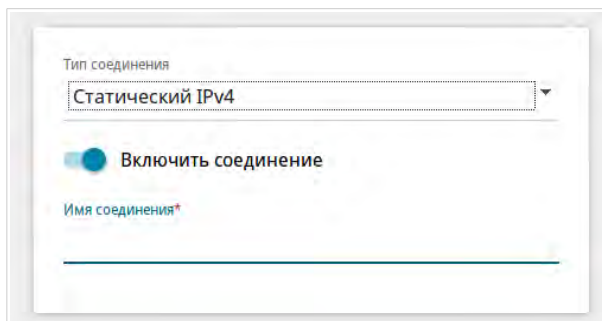 Тип соединения
Статический IPv4
Включить соединение
Имя соединения*